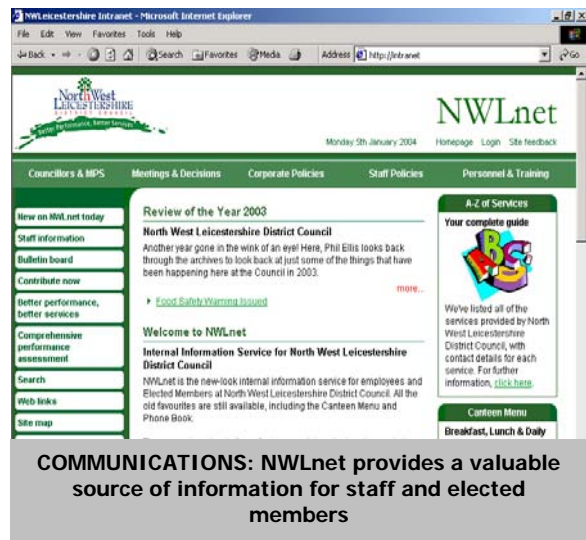 NWLeicestershire Intranet - Microsoft Internet Explorer
File Edit View Favorites Tools Help
Back Search Favorites Media Address http://intranet Go
North West
LEICESTERSHIRE
DISTRICT COUNCIL
Better Performance, Better Services
NWLnet
Monday 5th January 2004 Homepage Login Site feedback
Councillors & MPS Meetings & Decisions Corporate Policies Staff Policies Personnel & Training
New on NWLnet today
Staff information
Bulletin board
Contribute now
Better performance,
better services
Comprehensive
performance
assessment
Search
Web links
Site map
Review of the Year 2003
North West Leicestershire District Council
Another year gone in the wink of an eye! Here, Phil Ellis looks back
through the archives to look back at just some of the things that have
been happening here at the Council in 2003.
more...
Food Safety Warning Issued
Welcome to NWLnet
Internal Information Service for North West Leicestershire
District Council
NWLnet is the new-look internal information service for employees and
Elected Members at North West Leicestershire District Council. All the
old favourites are still available, including the Canteen Menu and
Phone Book.
A-Z of Services
Your complete guide
ABC
We've listed all of the
services provided by North
West Leicestershire
District Council, with
contact details for each
service. For further
information, click here.
Canteen Menu
Breakfast, Lunch & Daily
COMMUNICATIONS: NWLnet provides a valuable
source of information for staff and elected
members